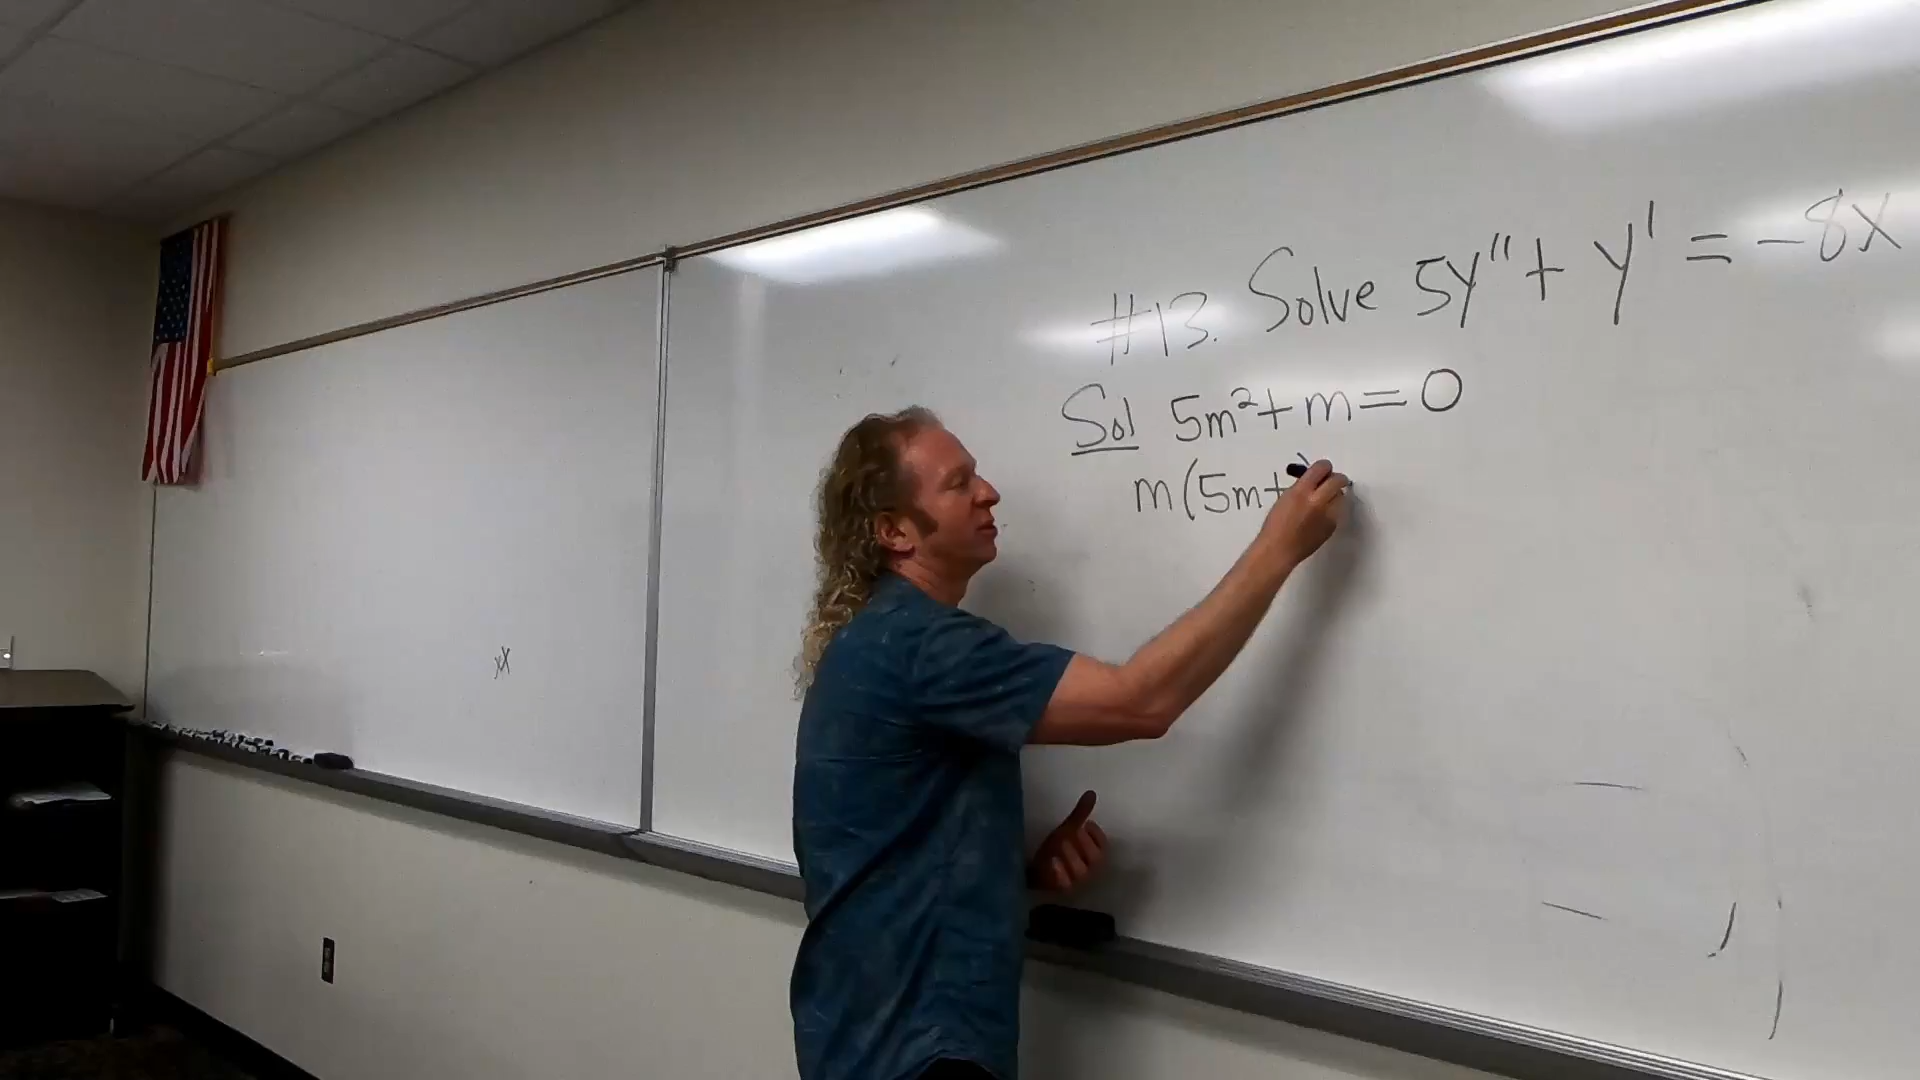 #13. Solve 5y" + y' = -8x
Sol 5m²+m=0
m(5m+